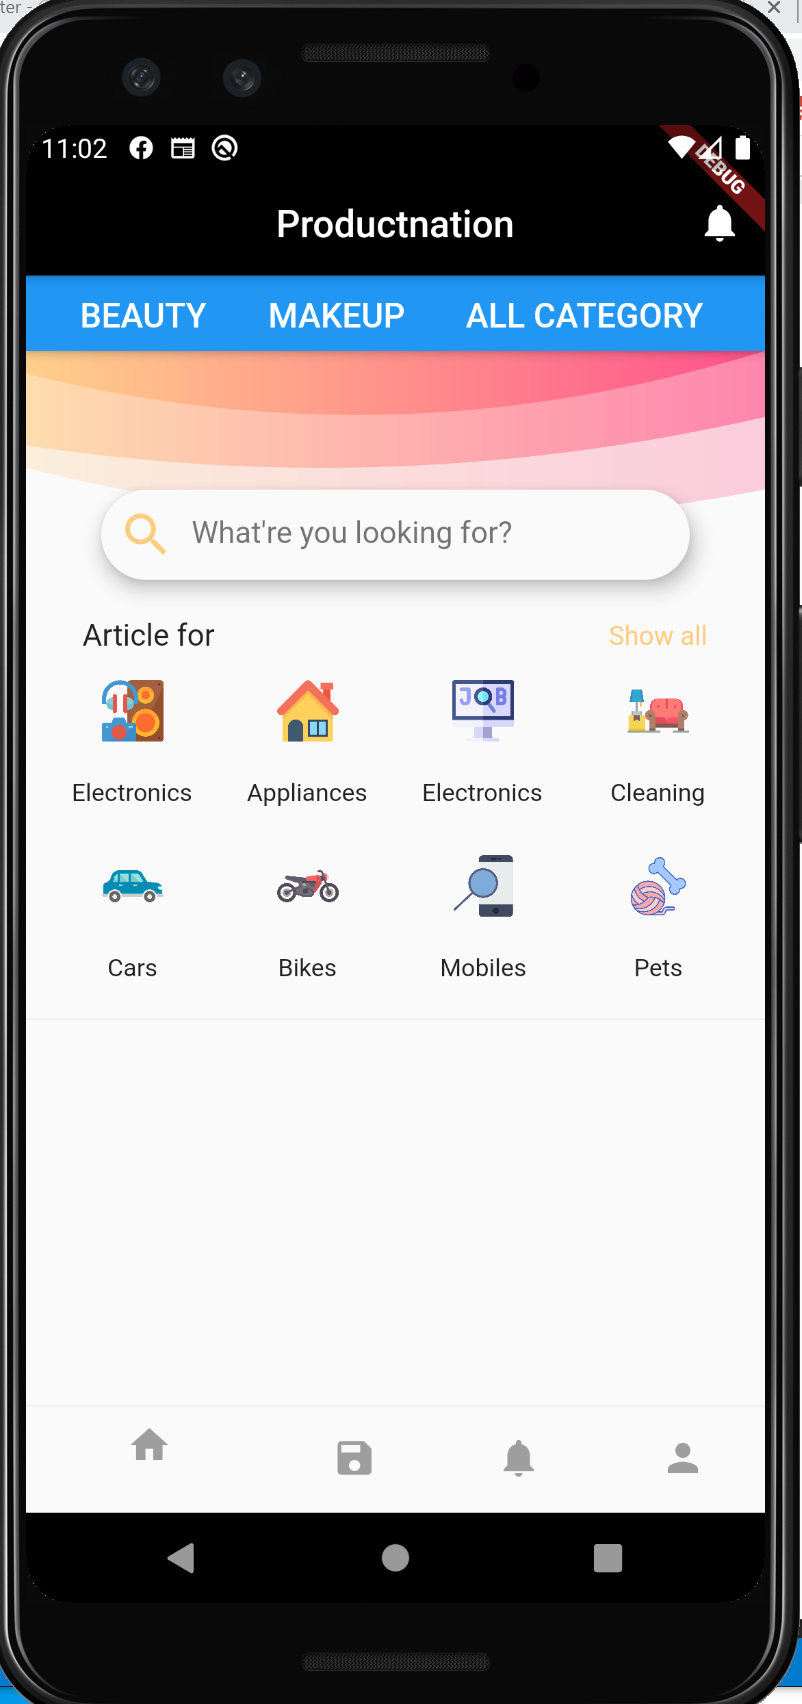 ter -
11:02
DEBUG
Productnation
BEAUTY MAKEUP ALL CATEGORY
What're you looking for?
Article for Show all
J B
Electronics Appliances Electronics Cleaning
Cars Bikes Mobiles Pets